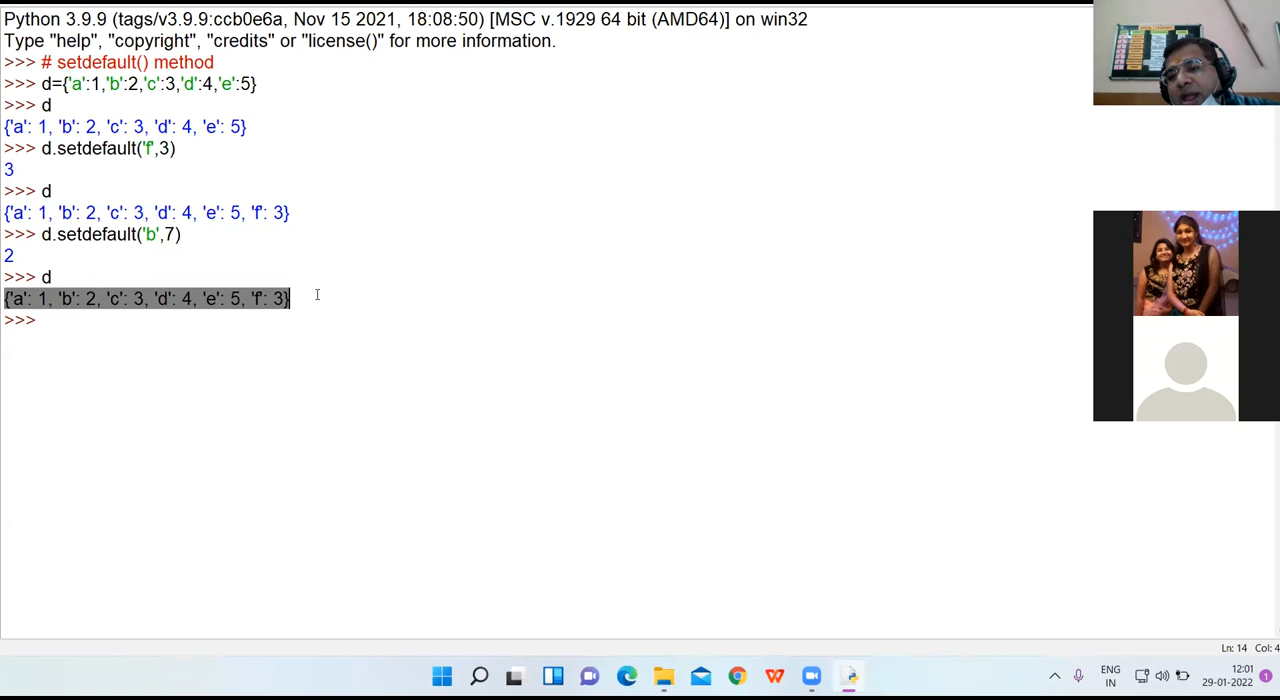 Python 3.9.9 (tags/v3.9.9:ccb0e6a, Nov 15 2021, 18:08:50) [MSC v.1929 64 bit (AMD64)] on win32
Type "help", "copyright", "credits" or "license()" for more information.
>>> # setdefault() method
>>> d={'a':1,'b':2,'c':3,'d':4,'e':5}
>>> d
{'a': 1, 'b': 2, 'c': 3, 'd': 4, 'e': 5}
>>> d.setdefault('f',3)
3
>>> d
{'a': 1, 'b': 2, 'c': 3, 'd': 4, 'e': 5, 'f': 3}
>>> d.setdefault('b',7)
2
>>> d
{'a': 1, 'b': 2, 'c': 3, 'd': 4, 'e': 5, 'f': 3}
>>>
Ln: 14 Col: 4
ENG
IN
12:01
29-01-2022
1